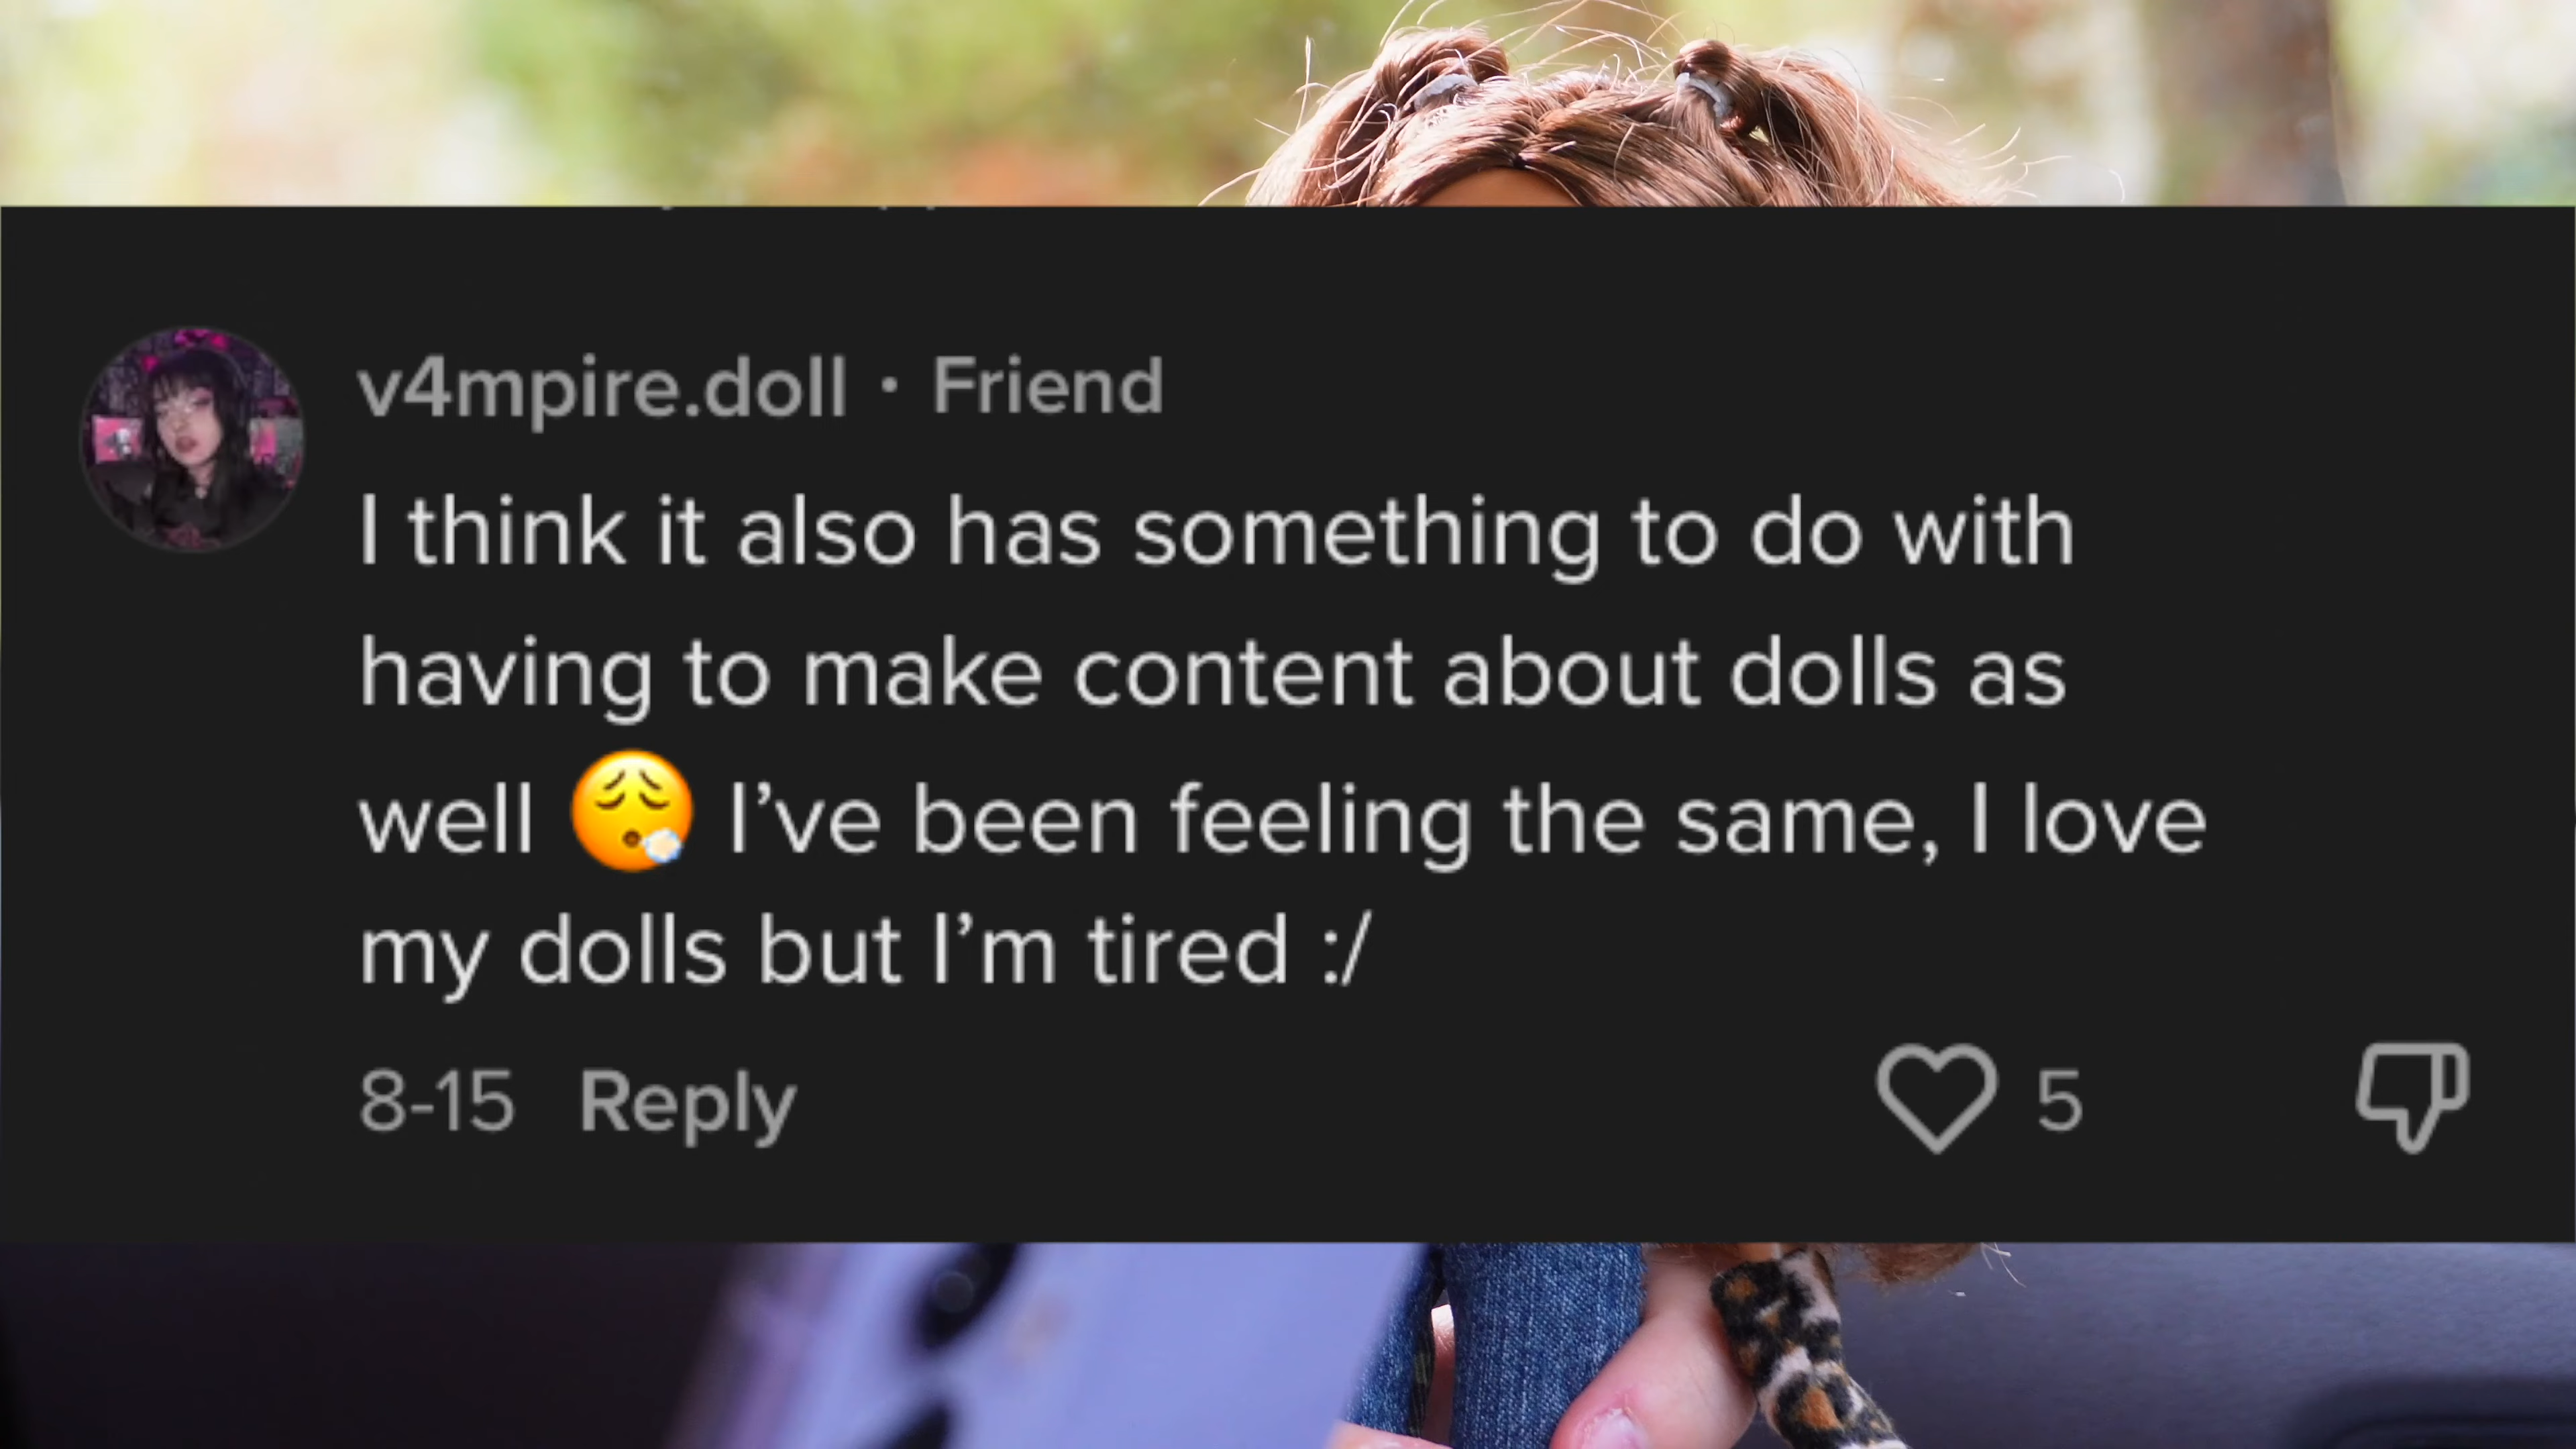 v4mpire.doll · Friend
I think it also has something to do with
having to make content about dolls as
well 😮‍💨 I’ve been feeling the same, I love
my dolls but I’m tired :/
8-15 Reply 5